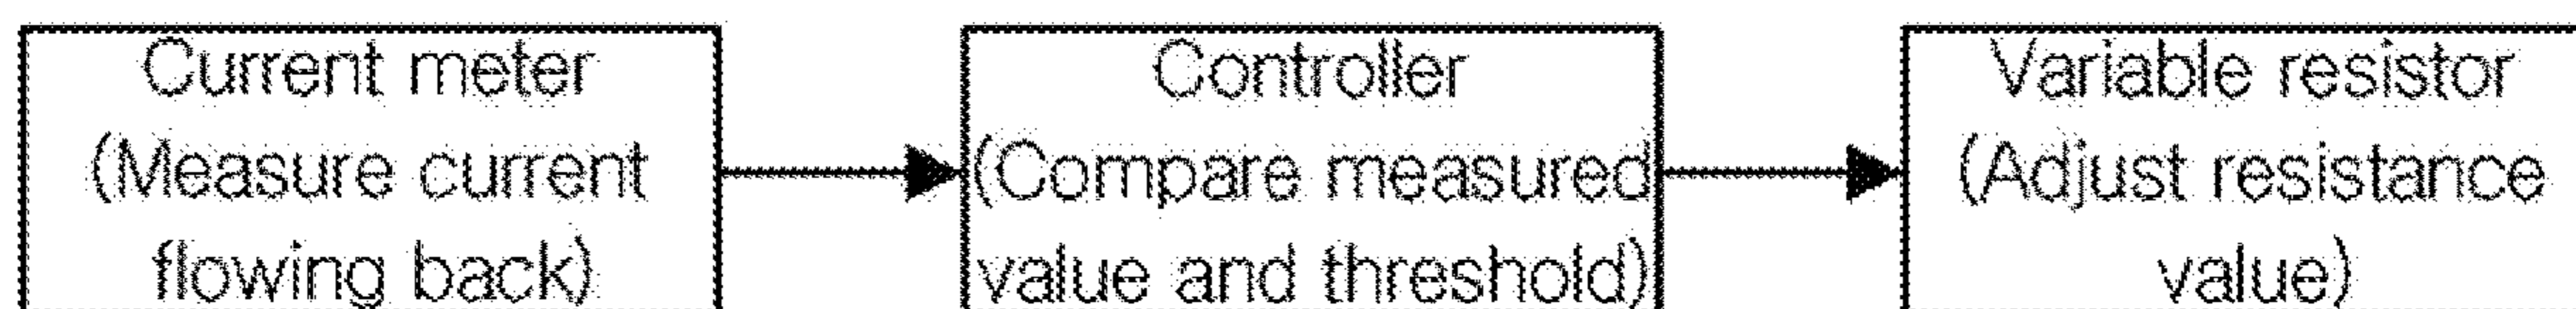 Current meter
(Measure current
flowing back)
Controller
(Compare measured
value and threshold)
Variable resistor
(Adjust resistance
value)